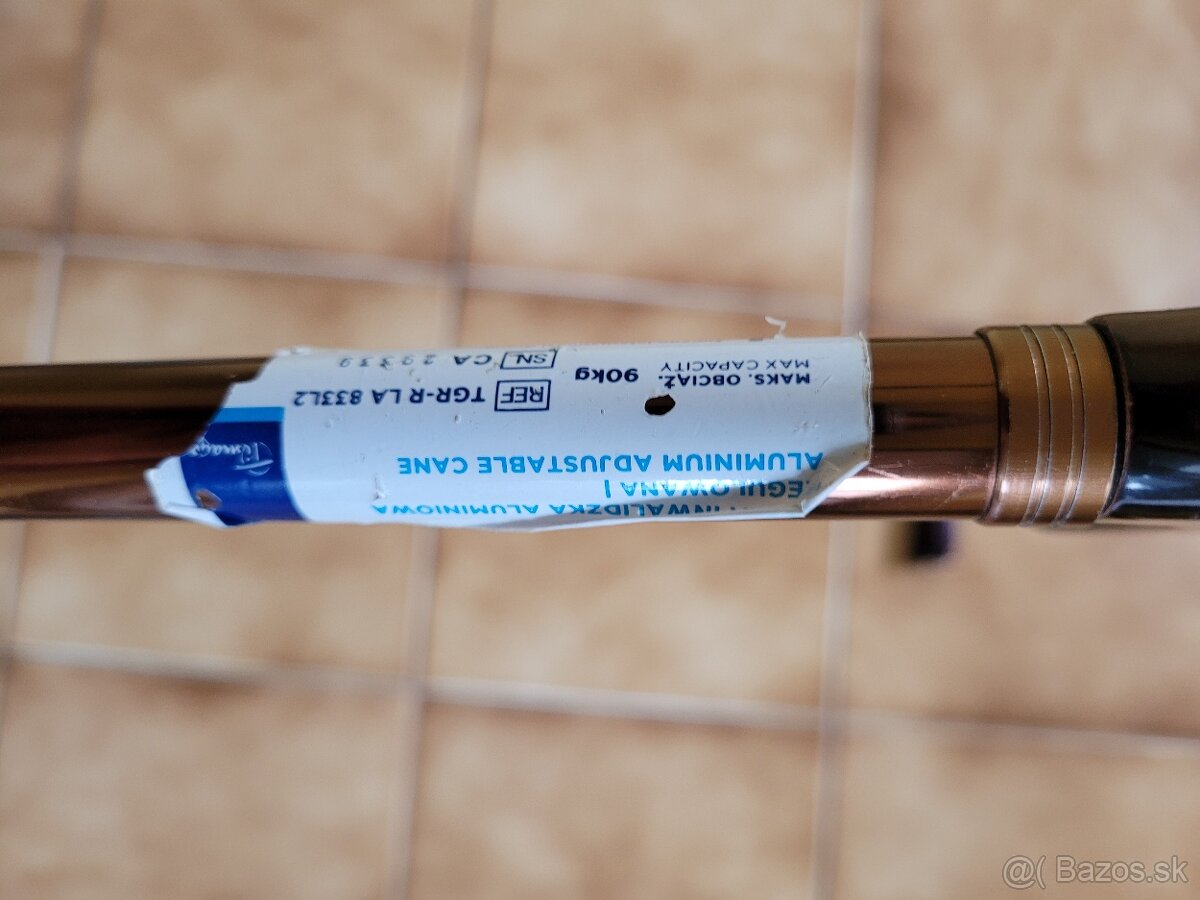 INWALIDZKA ALUMINIOWA
EGULOWANA
ALUMINIUM ADJUSTABLE CANE
Timago
REF TGR-R LA 833L2
SN. CA
MAKS. OBCIĄŻ.
MAX CAPACITY
90kg
@( Bazos.sk